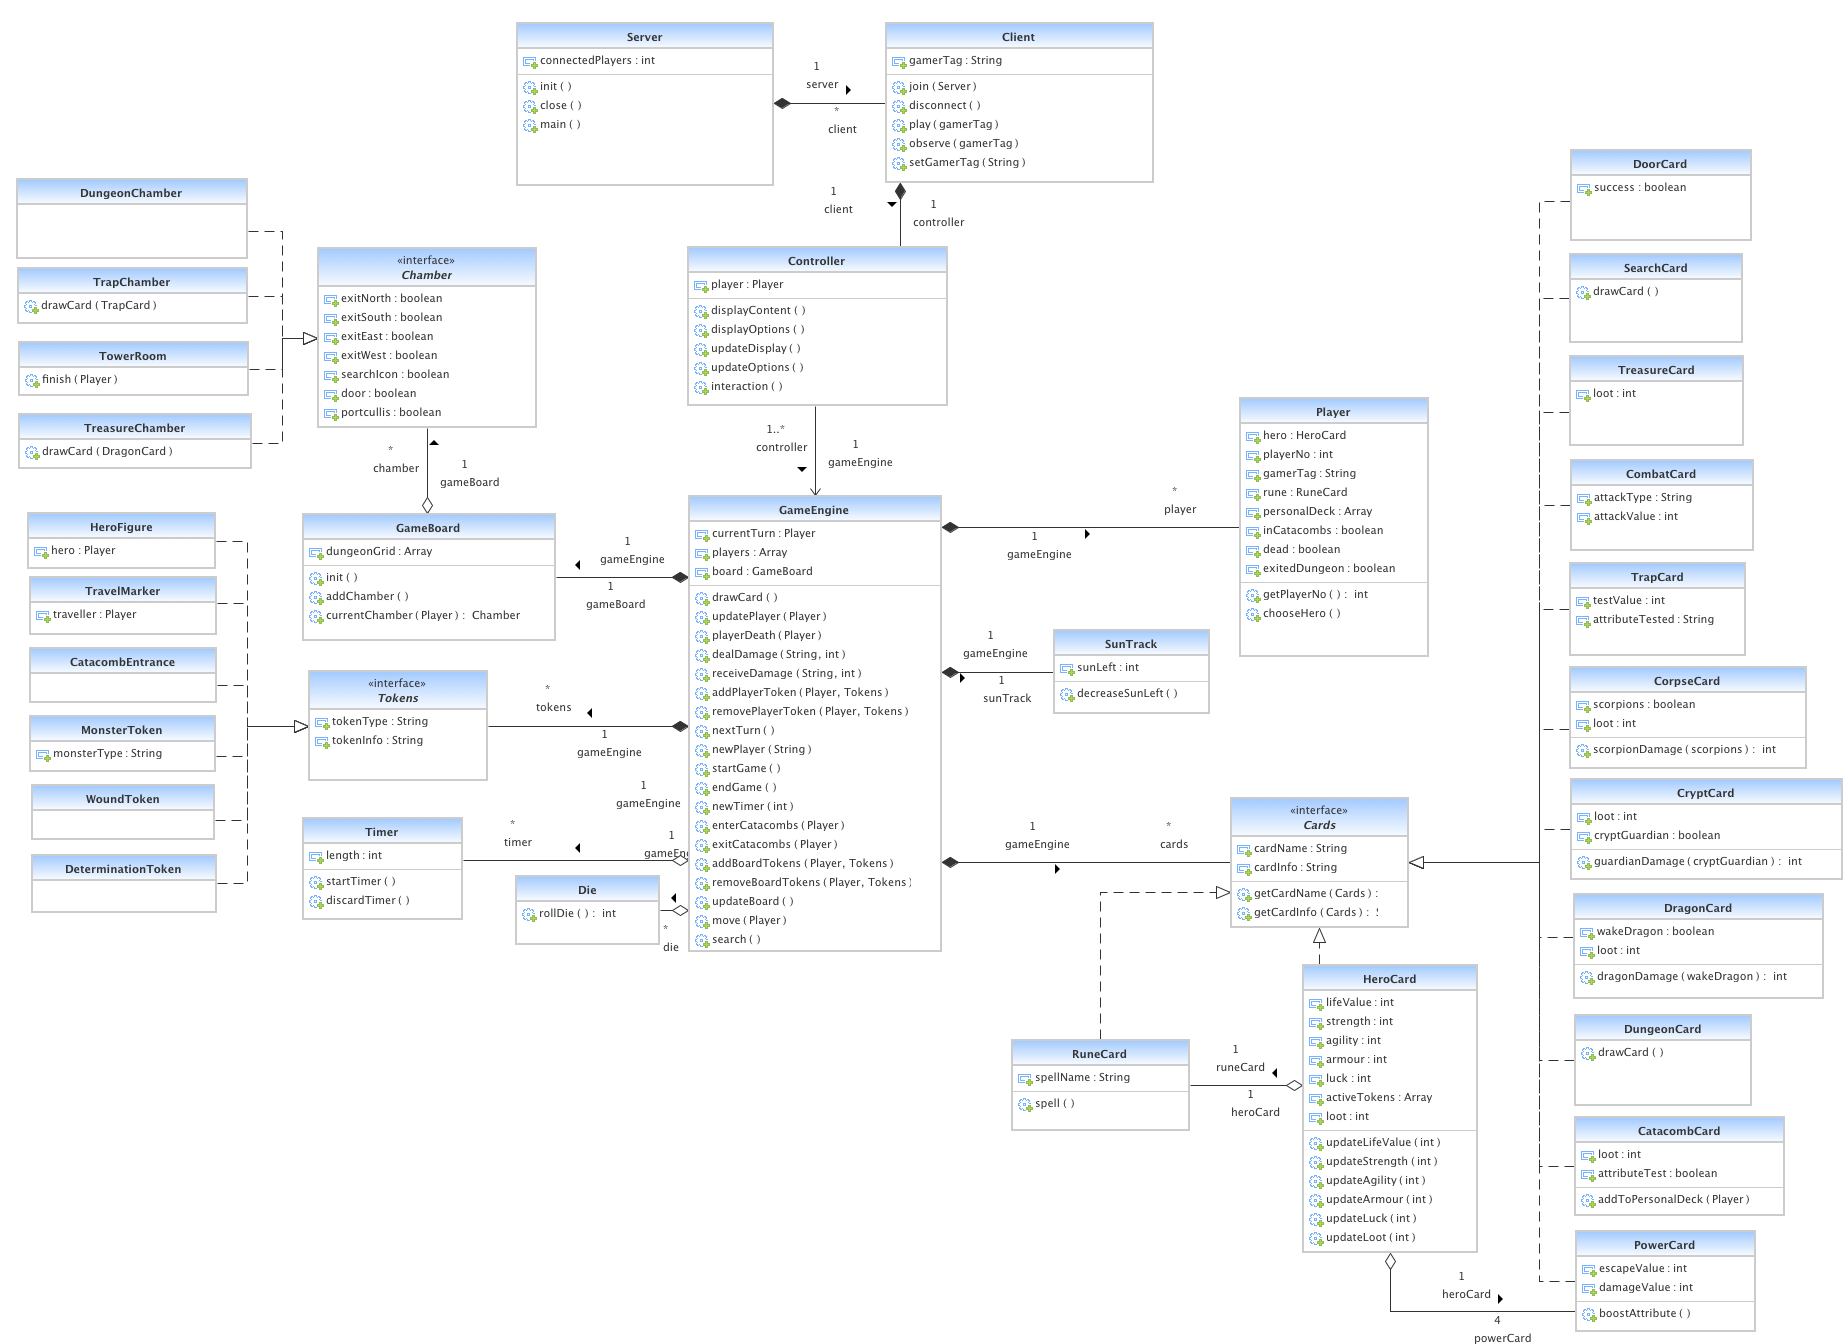 Server
connectedPlayers : int
init ( )
close ( )
main ( )
1
server
*
client
Client
gamerTag : String
join ( Server )
disconnect ( )
play ( gamerTag )
observe ( gamerTag )
setGamerTag ( String )
1
client
1
controller
DungeonChamber
TrapChamber
drawCard ( TrapCard )
TowerRoom
finish ( Player )
TreasureChamber
drawCard ( DragonCard )
«interface»
Chamber
exitNorth : boolean
exitSouth : boolean
exitEast : boolean
exitWest : boolean
searchIcon : boolean
door : boolean
portcullis : boolean
*
chamber
1
gameBoard
Controller
player : Player
displayContent ( )
displayOptions ( )
updateDisplay ( )
updateOptions ( )
interaction ( )
1..*
controller
1
gameEngine
HeroFigure
hero : Player
TravelMarker
traveller : Player
CatacombEntrance
MonsterToken
monsterType : String
WoundToken
DeterminationToken
GameBoard
dungeonGrid : Array
init ( )
addChamber ( )
currentChamber ( Player ) : Chamber
1
gameEngine
1
gameBoard
«interface»
Tokens
tokenType : String
tokenInfo : String
*
tokens
1
gameEngine
Timer
length : int
startTimer ( )
discardTimer ( )
*
timer
1
gameEngine
Die
rollDie ( ) : int
1
*
die
GameEngine
currentTurn : Player
players : Array
board : GameBoard
drawCard ( )
updatePlayer ( Player )
playerDeath ( Player )
dealDamage ( String, int )
receiveDamage ( String, int )
addPlayerToken ( Player, Tokens )
removePlayerToken ( Player, Tokens )
nextTurn ( )
newPlayer ( String )
startGame ( )
endGame ( )
newTimer ( int )
enterCatacombs ( Player )
exitCatacombs ( Player )
addBoardTokens ( Player, Tokens )
removeBoardTokens ( Player, Tokens )
updateBoard ( )
move ( Player )
search ( )
*
player
1
gameEngine
Player
hero : HeroCard
playerNo : int
gamerTag : String
rune : RuneCard
personalDeck : Array
inCatacombs : boolean
dead : boolean
exitedDungeon : boolean
getPlayerNo ( ) : int
chooseHero ( )
1
gameEngine
1
sunTrack
SunTrack
sunLeft : int
decreaseSunLeft ( )
1
gameEngine
*
cards
«interface»
Cards
cardName : String
cardInfo : String
getCardName ( Cards ) :
getCardInfo ( Cards ) :
RuneCard
spellName : String
spell ( )
1
runeCard
1
heroCard
HeroCard
lifeValue : int
strength : int
agility : int
armour : int
luck : int
activeTokens : Array
loot : int
updateLifeValue ( int )
updateStrength ( int )
updateAgility ( int )
updateArmour ( int )
updateLuck ( int )
updateLoot ( int )
1
heroCard
4
powerCard
DoorCard
success : boolean
SearchCard
drawCard ( )
TreasureCard
loot : int
CombatCard
attackType : String
attackValue : int
TrapCard
testValue : int
attributeTested : String
CorpseCard
scorpions : boolean
loot : int
scorpionDamage ( scorpions ) : int
CryptCard
loot : int
cryptGuardian : boolean
guardianDamage ( cryptGuardian ) : int
DragonCard
wakeDragon : boolean
loot : int
dragonDamage ( wakeDragon ) : int
DungeonCard
drawCard ( )
CatacombCard
loot : int
attributeTest : boolean
addToPersonalDeck ( Player )
PowerCard
escapeValue : int
damageValue : int
boostAttribute ( )